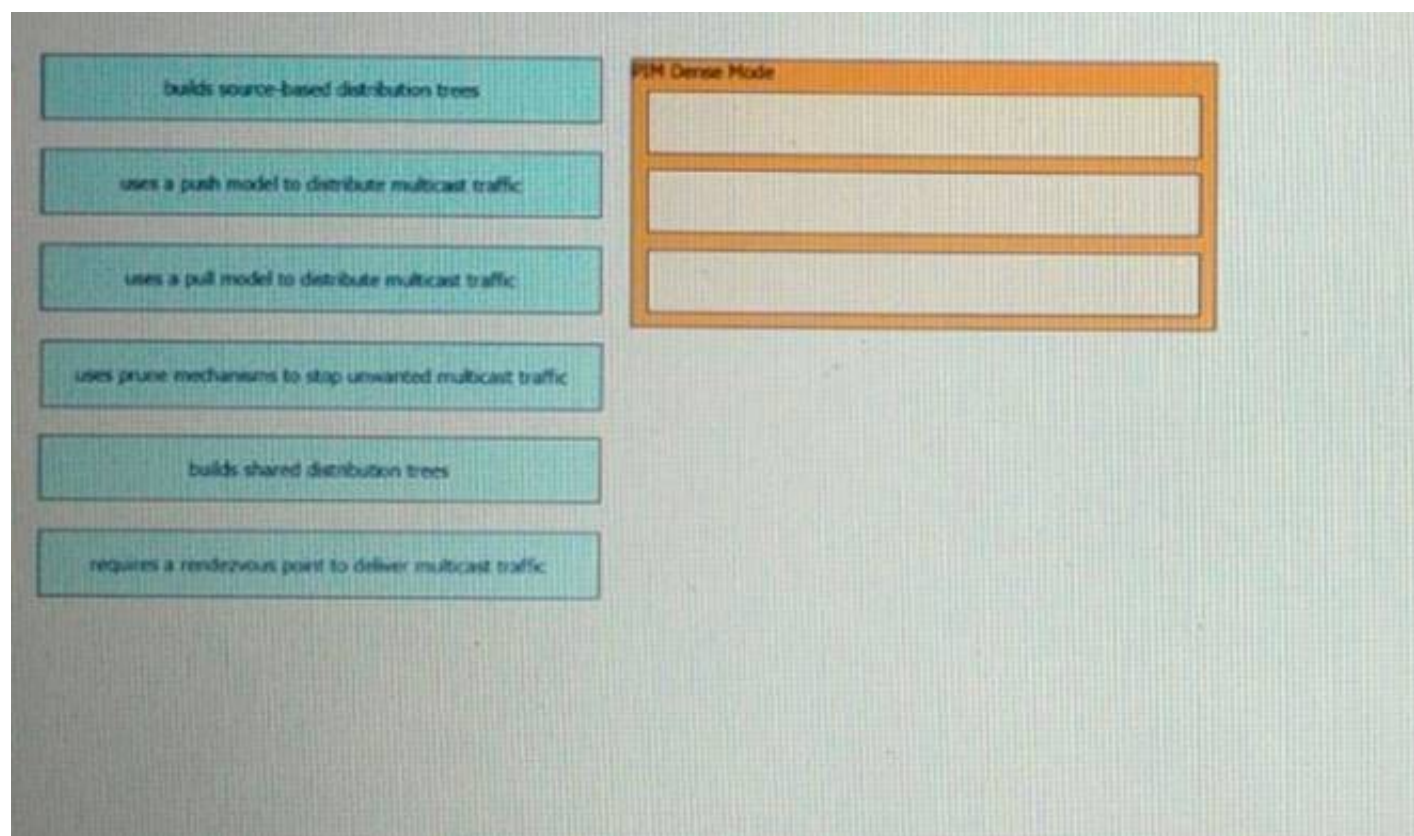 builds source-based distribution trees
uses a push model to distribute multicast traffic
uses a pull model to distribute multicast traffic
uses prune mechanisms to stop unwanted multicast traffic
builds shared distribution trees
requires a rendezvous point to deliver multicast traffic
PIM Dense Mode